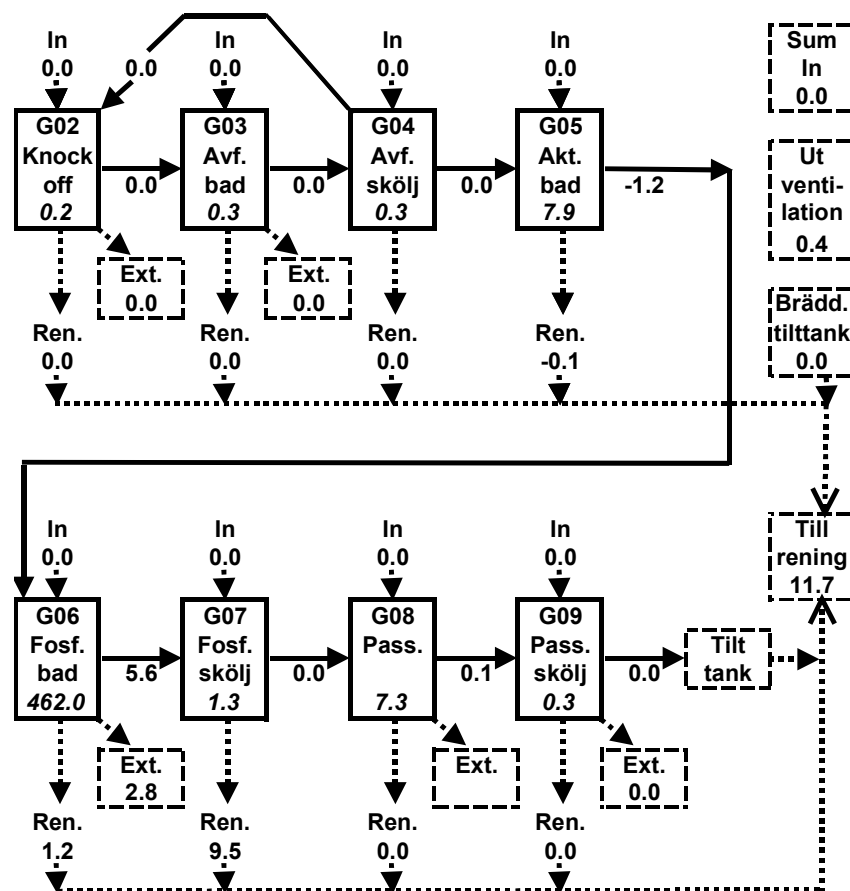 In
0.0
0.0
In
0.0
In
0.0
In
0.0
Sum
In
0.0
G02
Knock
off
0.2
0.0
G03
Avf.
bad
0.3
0.0
G04
Avf.
skölj
0.3
0.0
G05
Akt.
bad
7.9
-1.2
Ut
venti-
lation
0.4
Ext.
0.0
Ext.
0.0
Ren.
0.0
Ren.
0.0
Ren.
0.0
Ren.
-0.1
Brädd.
tilttank
0.0
In
0.0
In
0.0
In
0.0
In
0.0
Till
rening
11.7
G06
Fosf.
bad
462.0
5.6
G07
Fosf.
skölj
1.3
0.0
G08
Pass.
7.3
0.1
G09
Pass.
skölj
0.3
0.0
Tilt
tank
Ext.
2.8
Ext.
Ext.
0.0
Ren.
1.2
Ren.
9.5
Ren.
0.0
Ren.
0.0